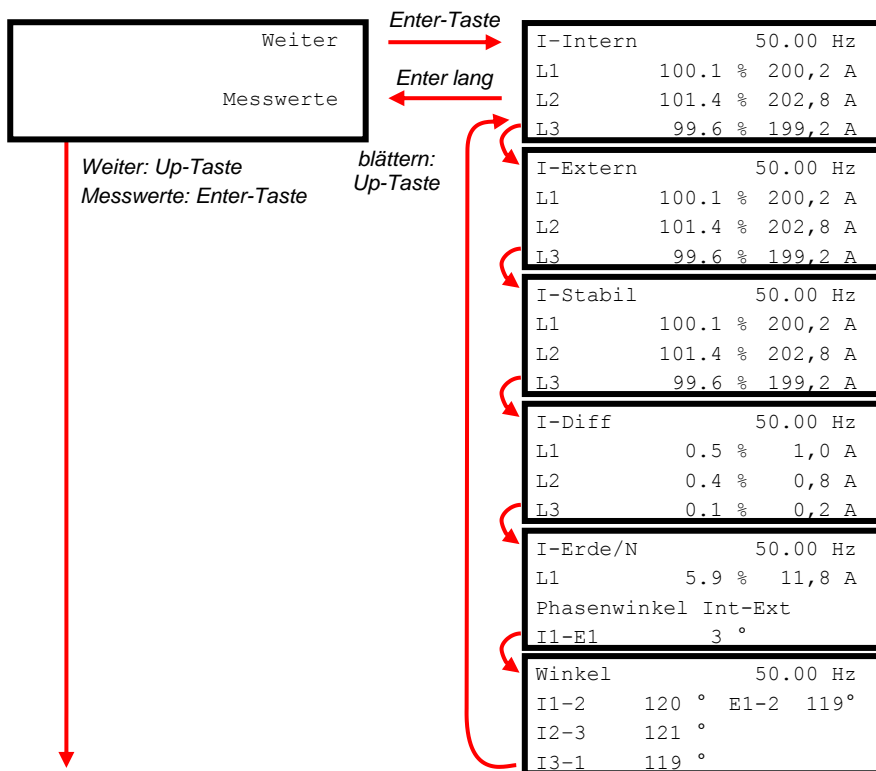 Enter-Taste
Weiter
Messwerte
Enter lang
Weiter: Up-Taste
Messwerte: Enter-Taste
blättern:
Up-Taste
I-Intern 50.00 Hz
L1 100.1 % 200,2 A
L2 101.4 % 202,8 A
L3 99.6 % 199,2 A
I-Extern 50.00 Hz
L1 100.1 % 200,2 A
L2 101.4 % 202,8 A
L3 99.6 % 199,2 A
I-Stabil 50.00 Hz
L1 100.1 % 200,2 A
L2 101.4 % 202,8 A
L3 99.6 % 199,2 A
I-Diff 50.00 Hz
L1 0.5 % 1,0 A
L2 0.4 % 0,8 A
L3 0.1 % 0,2 A
I-Erde/N 50.00 Hz
L1 5.9 % 11,8 A
Phasenwinkel Int-Ext
I1-E1 3 °
Winkel 50.00 Hz
I1-2 120 ° E1-2 119°
I2-3 121 °
I3-1 119 °